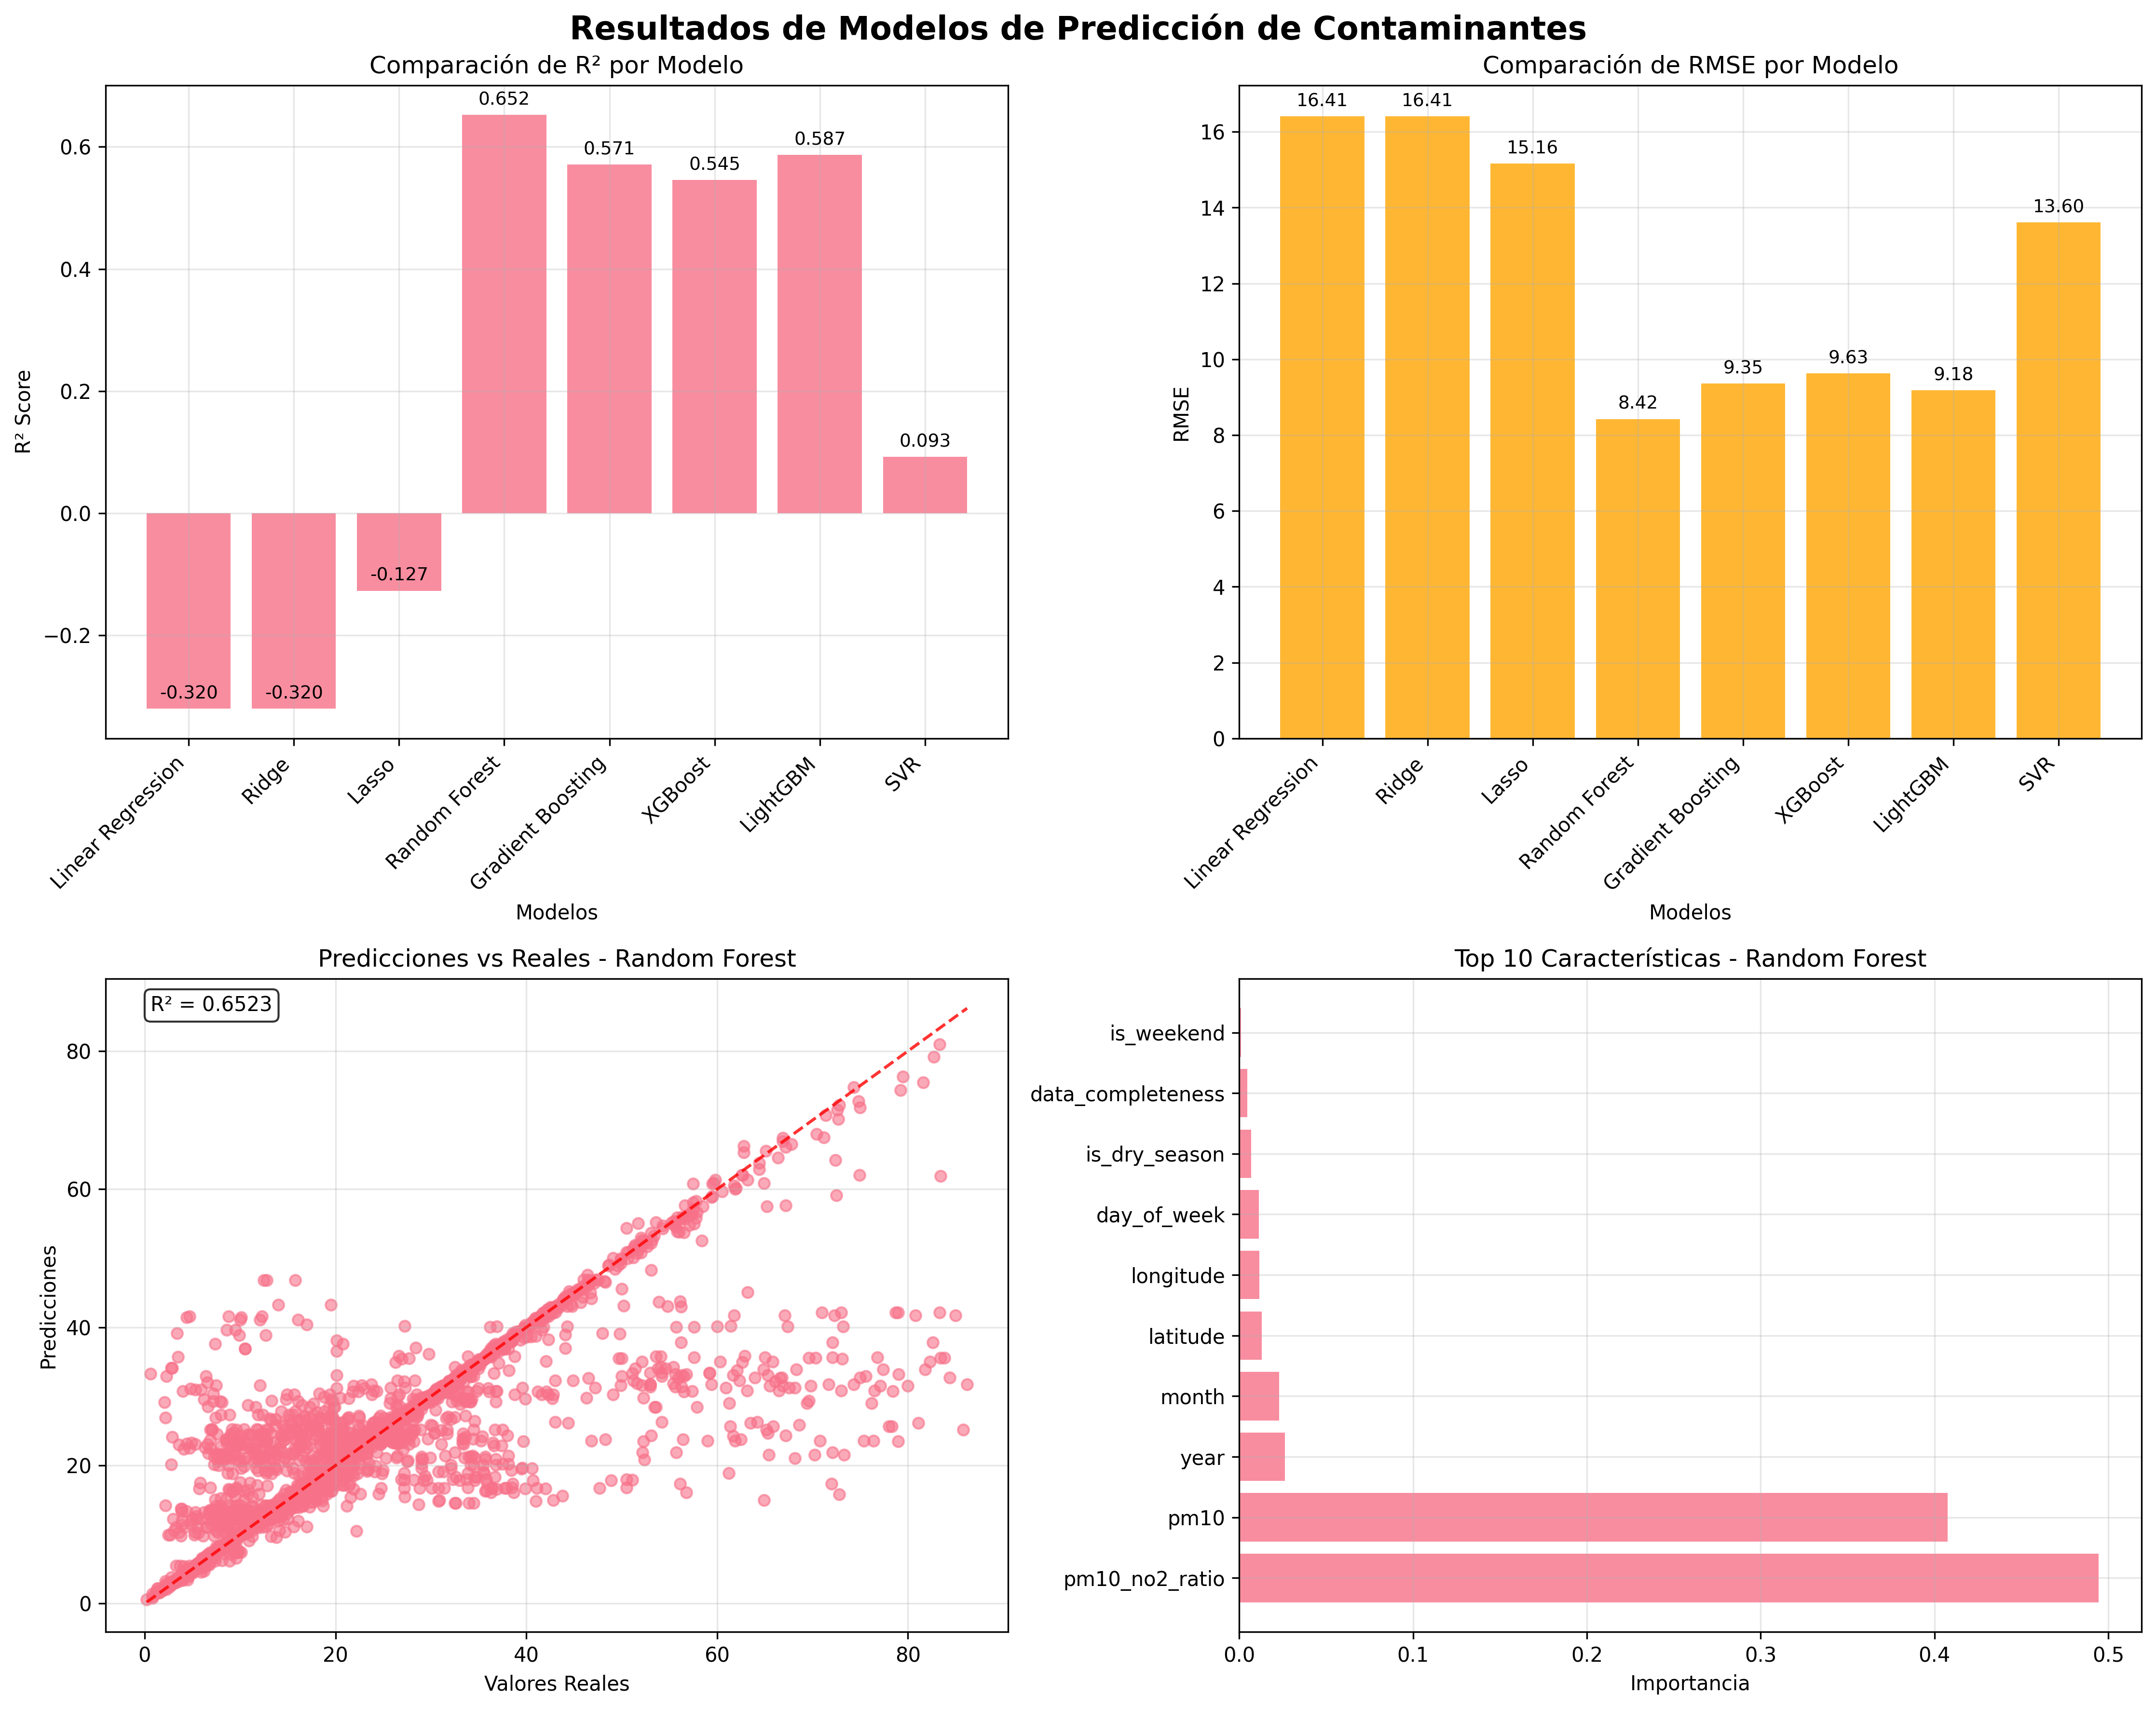 Resultados de Modelos de Predicción de Contaminantes
Comparación de R² por Modelo
R² Score
0.6
0.4
0.2
0.0
−0.2
-0.320
-0.320
-0.127
0.652
0.571
0.545
0.587
0.093
Linear Regression
Ridge
Lasso
Random Forest
Gradient Boosting
XGBoost
LightGBM
SVR
Modelos
Comparación de RMSE por Modelo
RMSE
16
14
12
10
8
6
4
2
0
16.41
16.41
15.16
8.42
9.35
9.63
9.18
13.60
Linear Regression
Ridge
Lasso
Random Forest
Gradient Boosting
XGBoost
LightGBM
SVR
Modelos
Predicciones vs Reales - Random Forest
R² = 0.6523
Predicciones
80
60
40
20
0
0
20
40
60
80
Valores Reales
Top 10 Características - Random Forest
is_weekend
data_completeness
is_dry_season
day_of_week
longitude
latitude
month
year
pm10
pm10_no2_ratio
0.0
0.1
0.2
0.3
0.4
0.5
Importancia